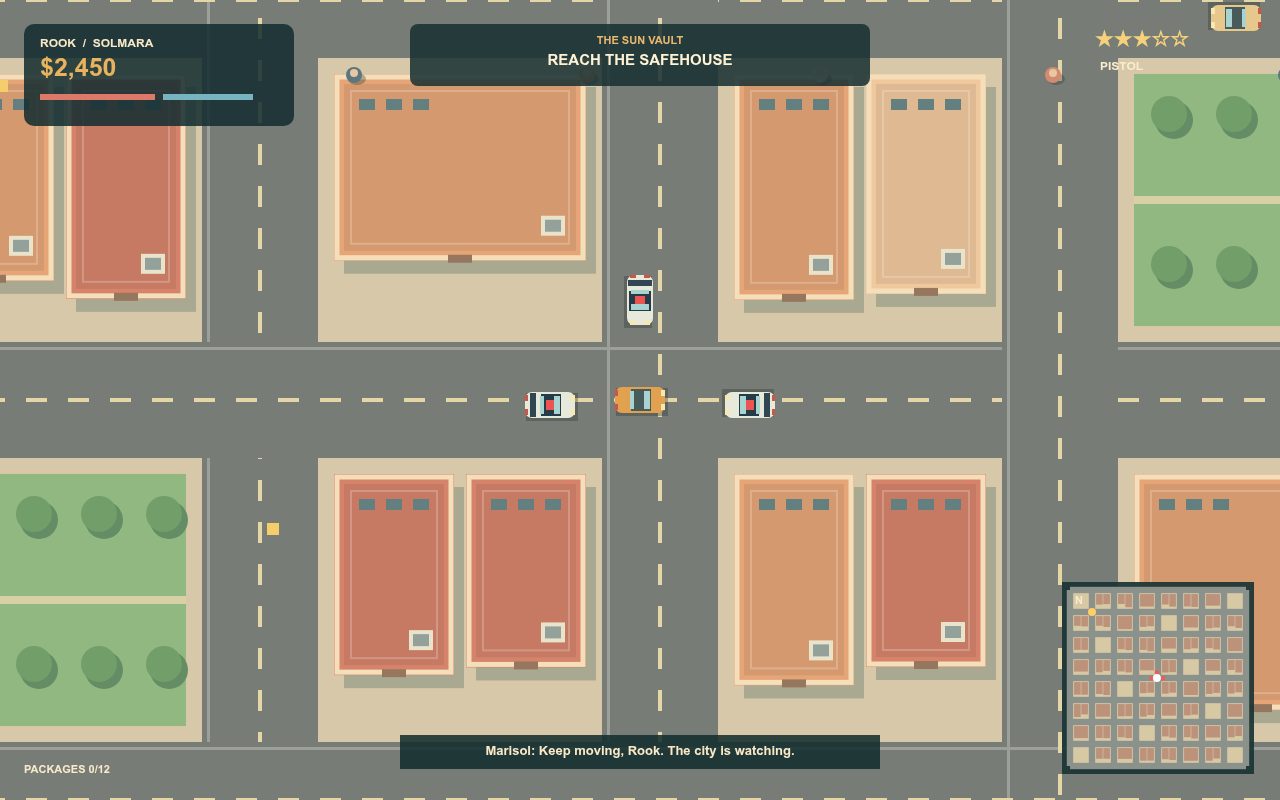 ROOK / SOLMARA
$2,450
THE SUN VAULT
REACH THE SAFEHOUSE
★★★☆☆
PISTOL
N
Marisol: Keep moving, Rook. The city is watching.
PACKAGES 0/12